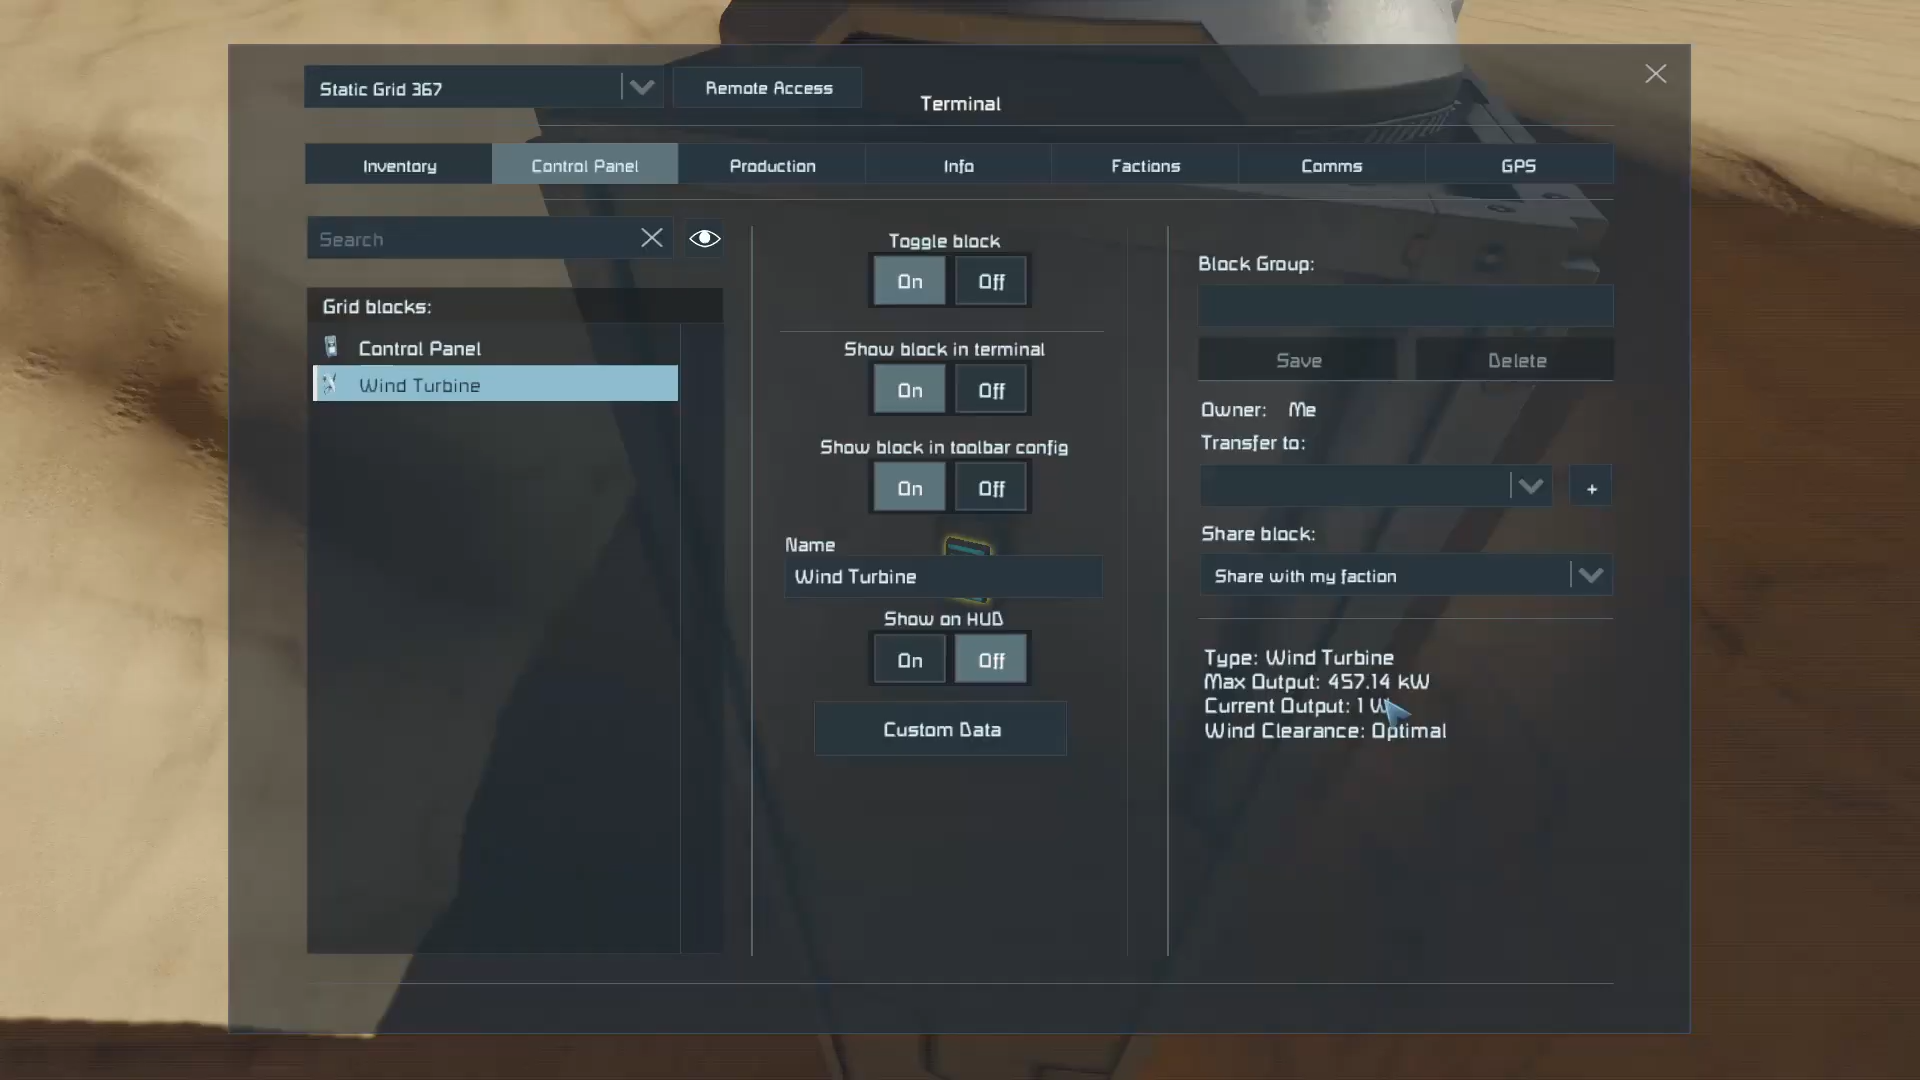 Static Grid 367
Remote Access
Terminal
Inventory
Control Panel
Production
Info
Factions
Comms
GPS
Search
Grid blocks:
Control Panel
Wind Turbine
Toggle block
On
Off
Show block in terminal
On
Off
Show block in toolbar config
On
Off
Name
Wind Turbine
Show on HUD
On
Off
Custom Data
Block Group:
Save
Delete
Owner: Me
Transfer to:
+
Share block:
Share with my faction
Type: Wind Turbine
Max Output: 457.14 kW
Current Output: 1 W
Wind Clearance: Optimal